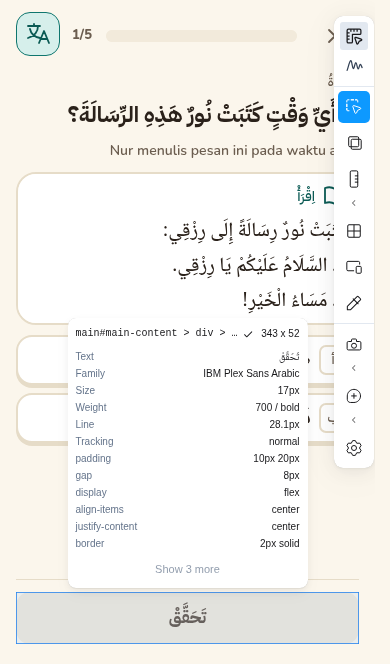 1/5
أَيِّ وَقْتٍ كَتَبَتْ نُورٌ هَذِهِ الرِّسَالَةَ؟
Nur menulis pesan ini pada waktu
اِقْرَأْ
نُورٌ رِسَالَةً إِلَى رِزْقِي:
السَّلَامُ عَلَيْكُمْ يَا رِزْقِي.
مَسَاءُ الْخَيْرِ!
main#main-content > div > … 343 x 52
Text تَحَقَّقْ
Family IBM Plex Sans Arabic
Size 17px
Weight 700 / bold
Line 28.1px
Tracking normal
padding 10px 20px
gap 8px
display flex
align-items center
justify-content center
border 2px solid
Show 3 more
تَحَقَّقْ